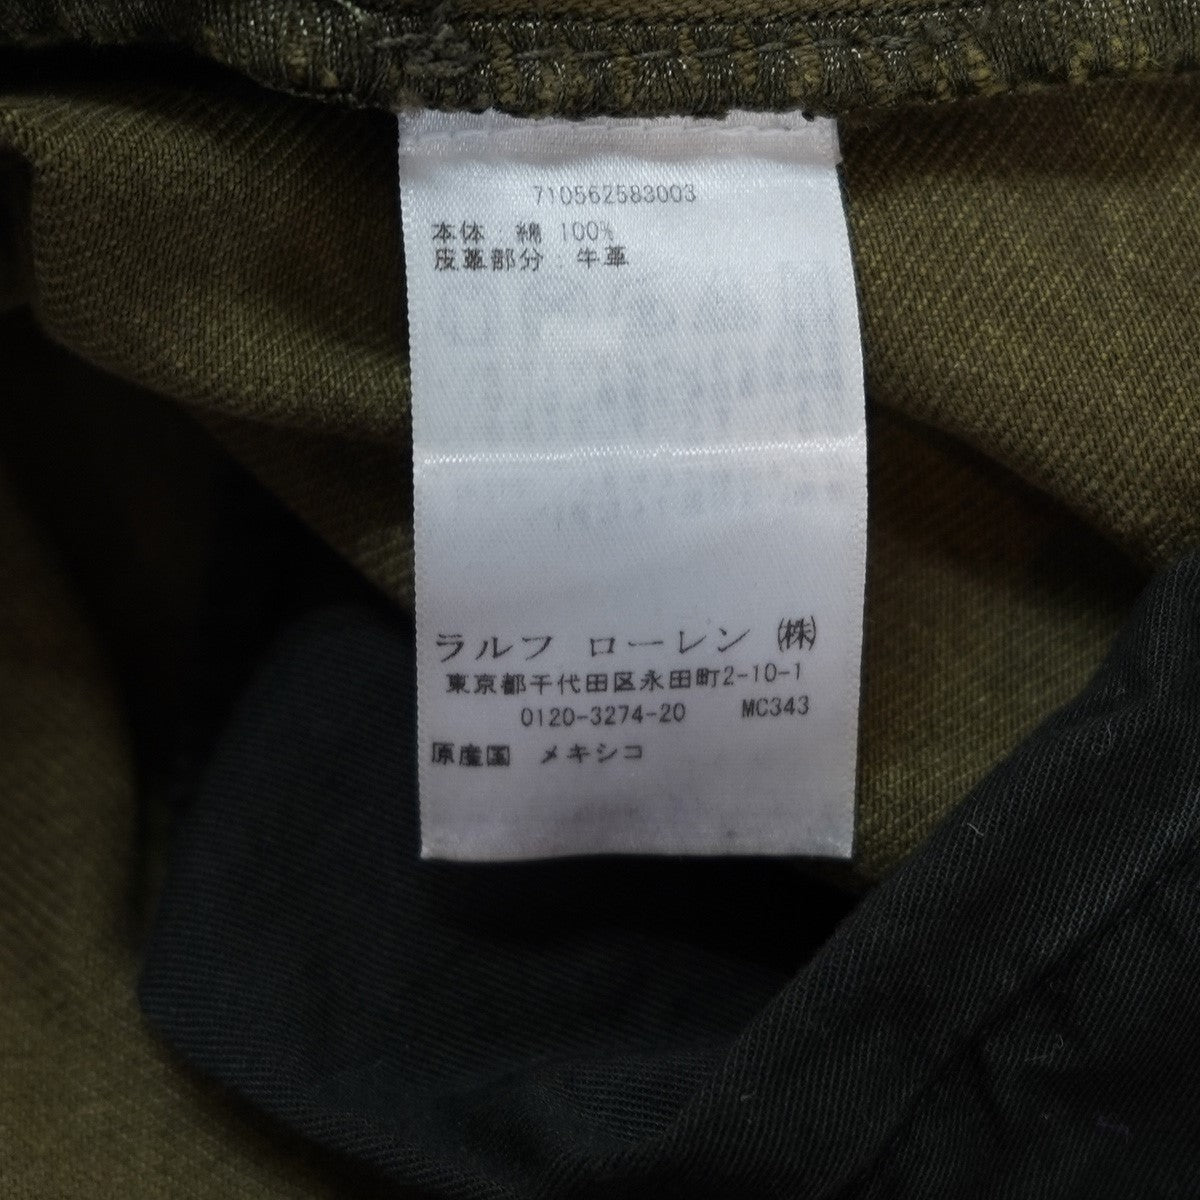 710562583003
本体 : 綿 100%
皮革部分 : 牛革
ラルフ ローレン ㈱
東京都千代田区永田町2-10-1
0120-3274-20 MC343
原産国 メキシコ